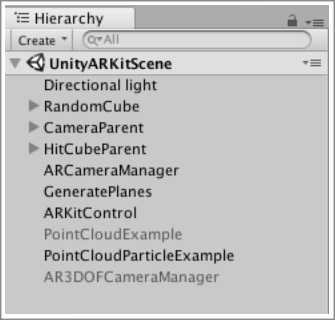 Hierarchy
Create All
UnityARKitScene
Directional light
RandomCube
CameraParent
HitCubeParent
ARCameraManager
GeneratePlanes
ARKitControl
PointCloudExample
PointCloudParticleExample
AR3DOFCameraManager